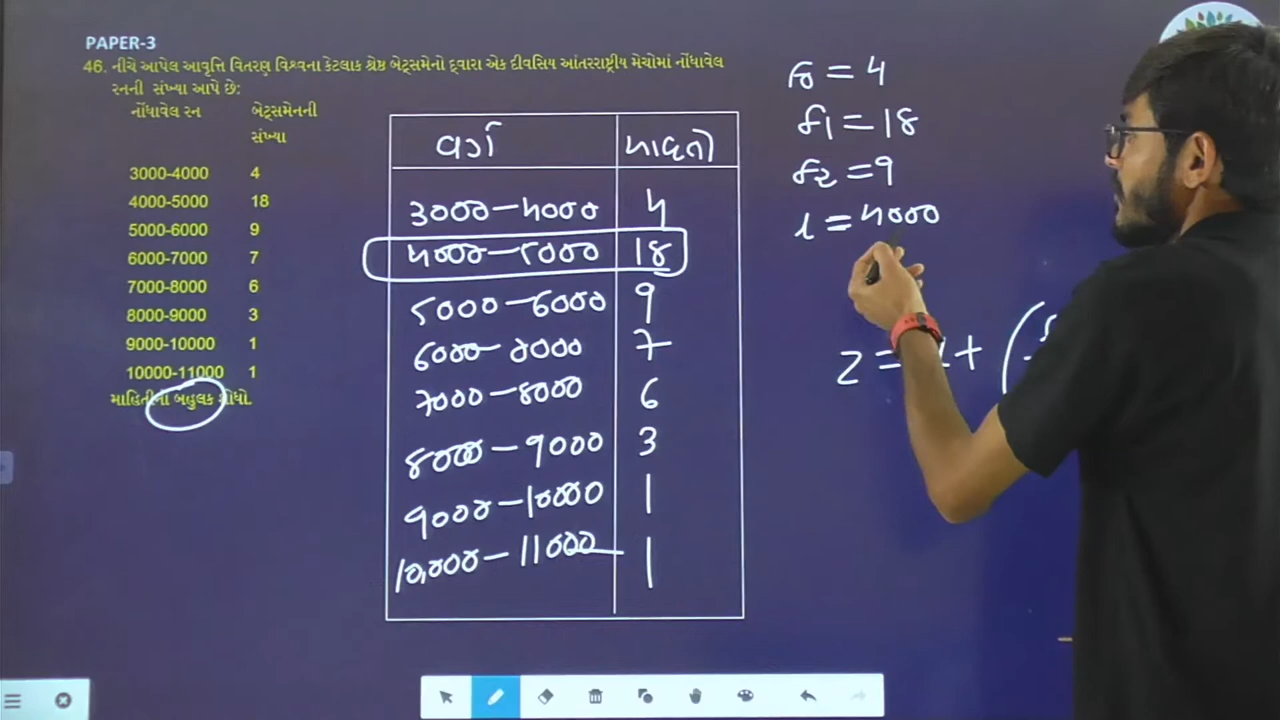 PAPER-3
46. નીચે આપેલ આવૃત્તિ વિતરણ વિશ્વના કેટલાક શ્રેષ્ઠ બેટ્સમેનો દ્વારા એક દીવસિય આંતરરાષ્ટ્રીય મેચોમાં નોંધાવેલ
રનની સંખ્યા આપે છે:
નોંધાવેલ રન બેટ્સમેનની
સંખ્યા
3000-4000 4
4000-5000 18
5000-6000 9
6000-7000 7
7000-8000 6
8000-9000 3
9000-10000 1
10000-11000 1
માહિતીના બહુલક શોધો.
વર્ગ
3000-4000 4
4000-5000 18
5000-6000 9
6000-7000 7
7000-8000 6
8000-9000 3
9000-10000 1
10,000-11000 1
f0 = 4
f1 = 18
f2 = 9
l = 4000
Z = l + (